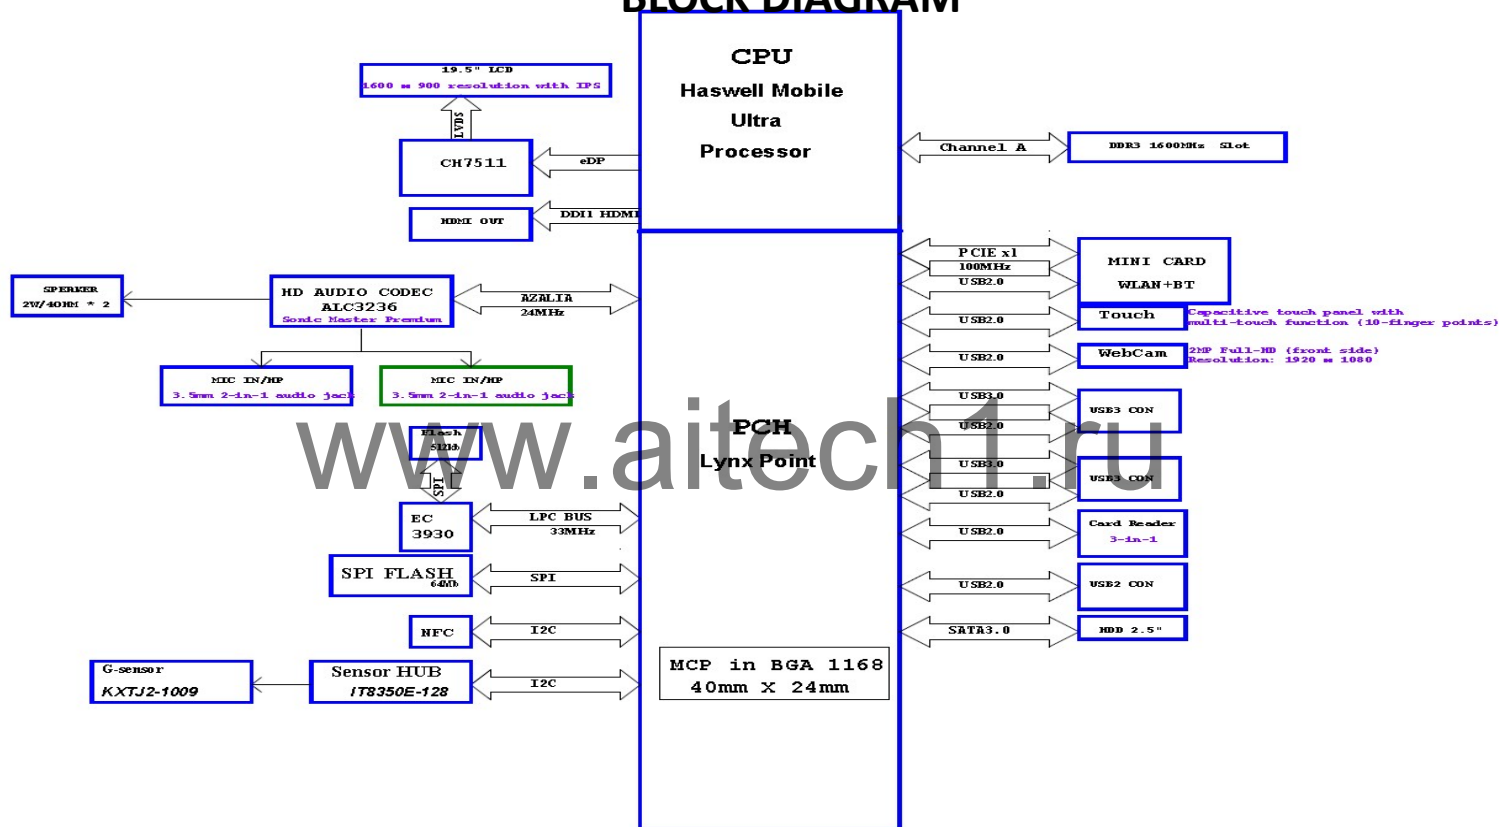 BLOCK DIAGRAM
CPU
Haswell Mobile
Ultra
Processor
19.5" LCD
1600 * 900 resolution with IPS
LVDS
CH7511
eDP
HDMI OUT
DDI1 HDMI
Channel A
DDR3 1600MHz Slot
SPEAKER
2W/4OHM * 2
HD AUDIO CODEC
ALC3236
Sonic Master Premium
AZALIA
24MHz
MIC IN/HP
3.5mm 2-in-1 audio jack
MIC IN/HP
3.5mm 2-in-1 audio jack
PCIE x1
100MHz
USB2.0
MINI CARD
WLAN+BT
USB2.0
Touch
Capacitive touch panel with
multi-touch function (10-finger points)
USB2.0
WebCam
2MP Full-HD (front side)
Resolution: 1920 * 1080
USB3.0
USB2.0
USB3 CON
USB3.0
USB2.0
USB3 CON
USB2.0
Card Reader
3-in-1
USB2.0
USB2 CON
SATA3.0
HDD 2.5"
PCH
Lynx Point
www.aitech1.ru
Flash
512kb
SPI
EC
3930
LPC BUS
33MHz
SPI FLASH
64Mb
SPI
NFC
I2C
G-sensor
KXTJ2-1009
Sensor HUB
IT8350E-128
I2C
MCP in BGA 1168
40mm X 24mm